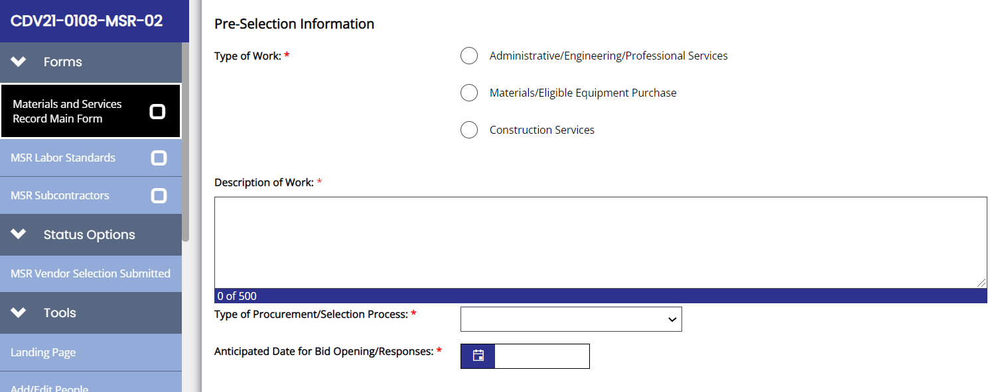 CDV21-0108-MSR-02
Forms
Materials and Services
Record Main Form
MSR Labor Standards
MSR Subcontractors
Status Options
MSR Vendor Selection Submitted
Tools
Landing Page
Add/Edit People
Pre-Selection Information
Type of Work: *
Administrative/Engineering/Professional Services
Materials/Eligible Equipment Purchase
Construction Services
Description of Work: *
0 of 500
Type of Procurement/Selection Process: *
Anticipated Date for Bid Opening/Responses: *